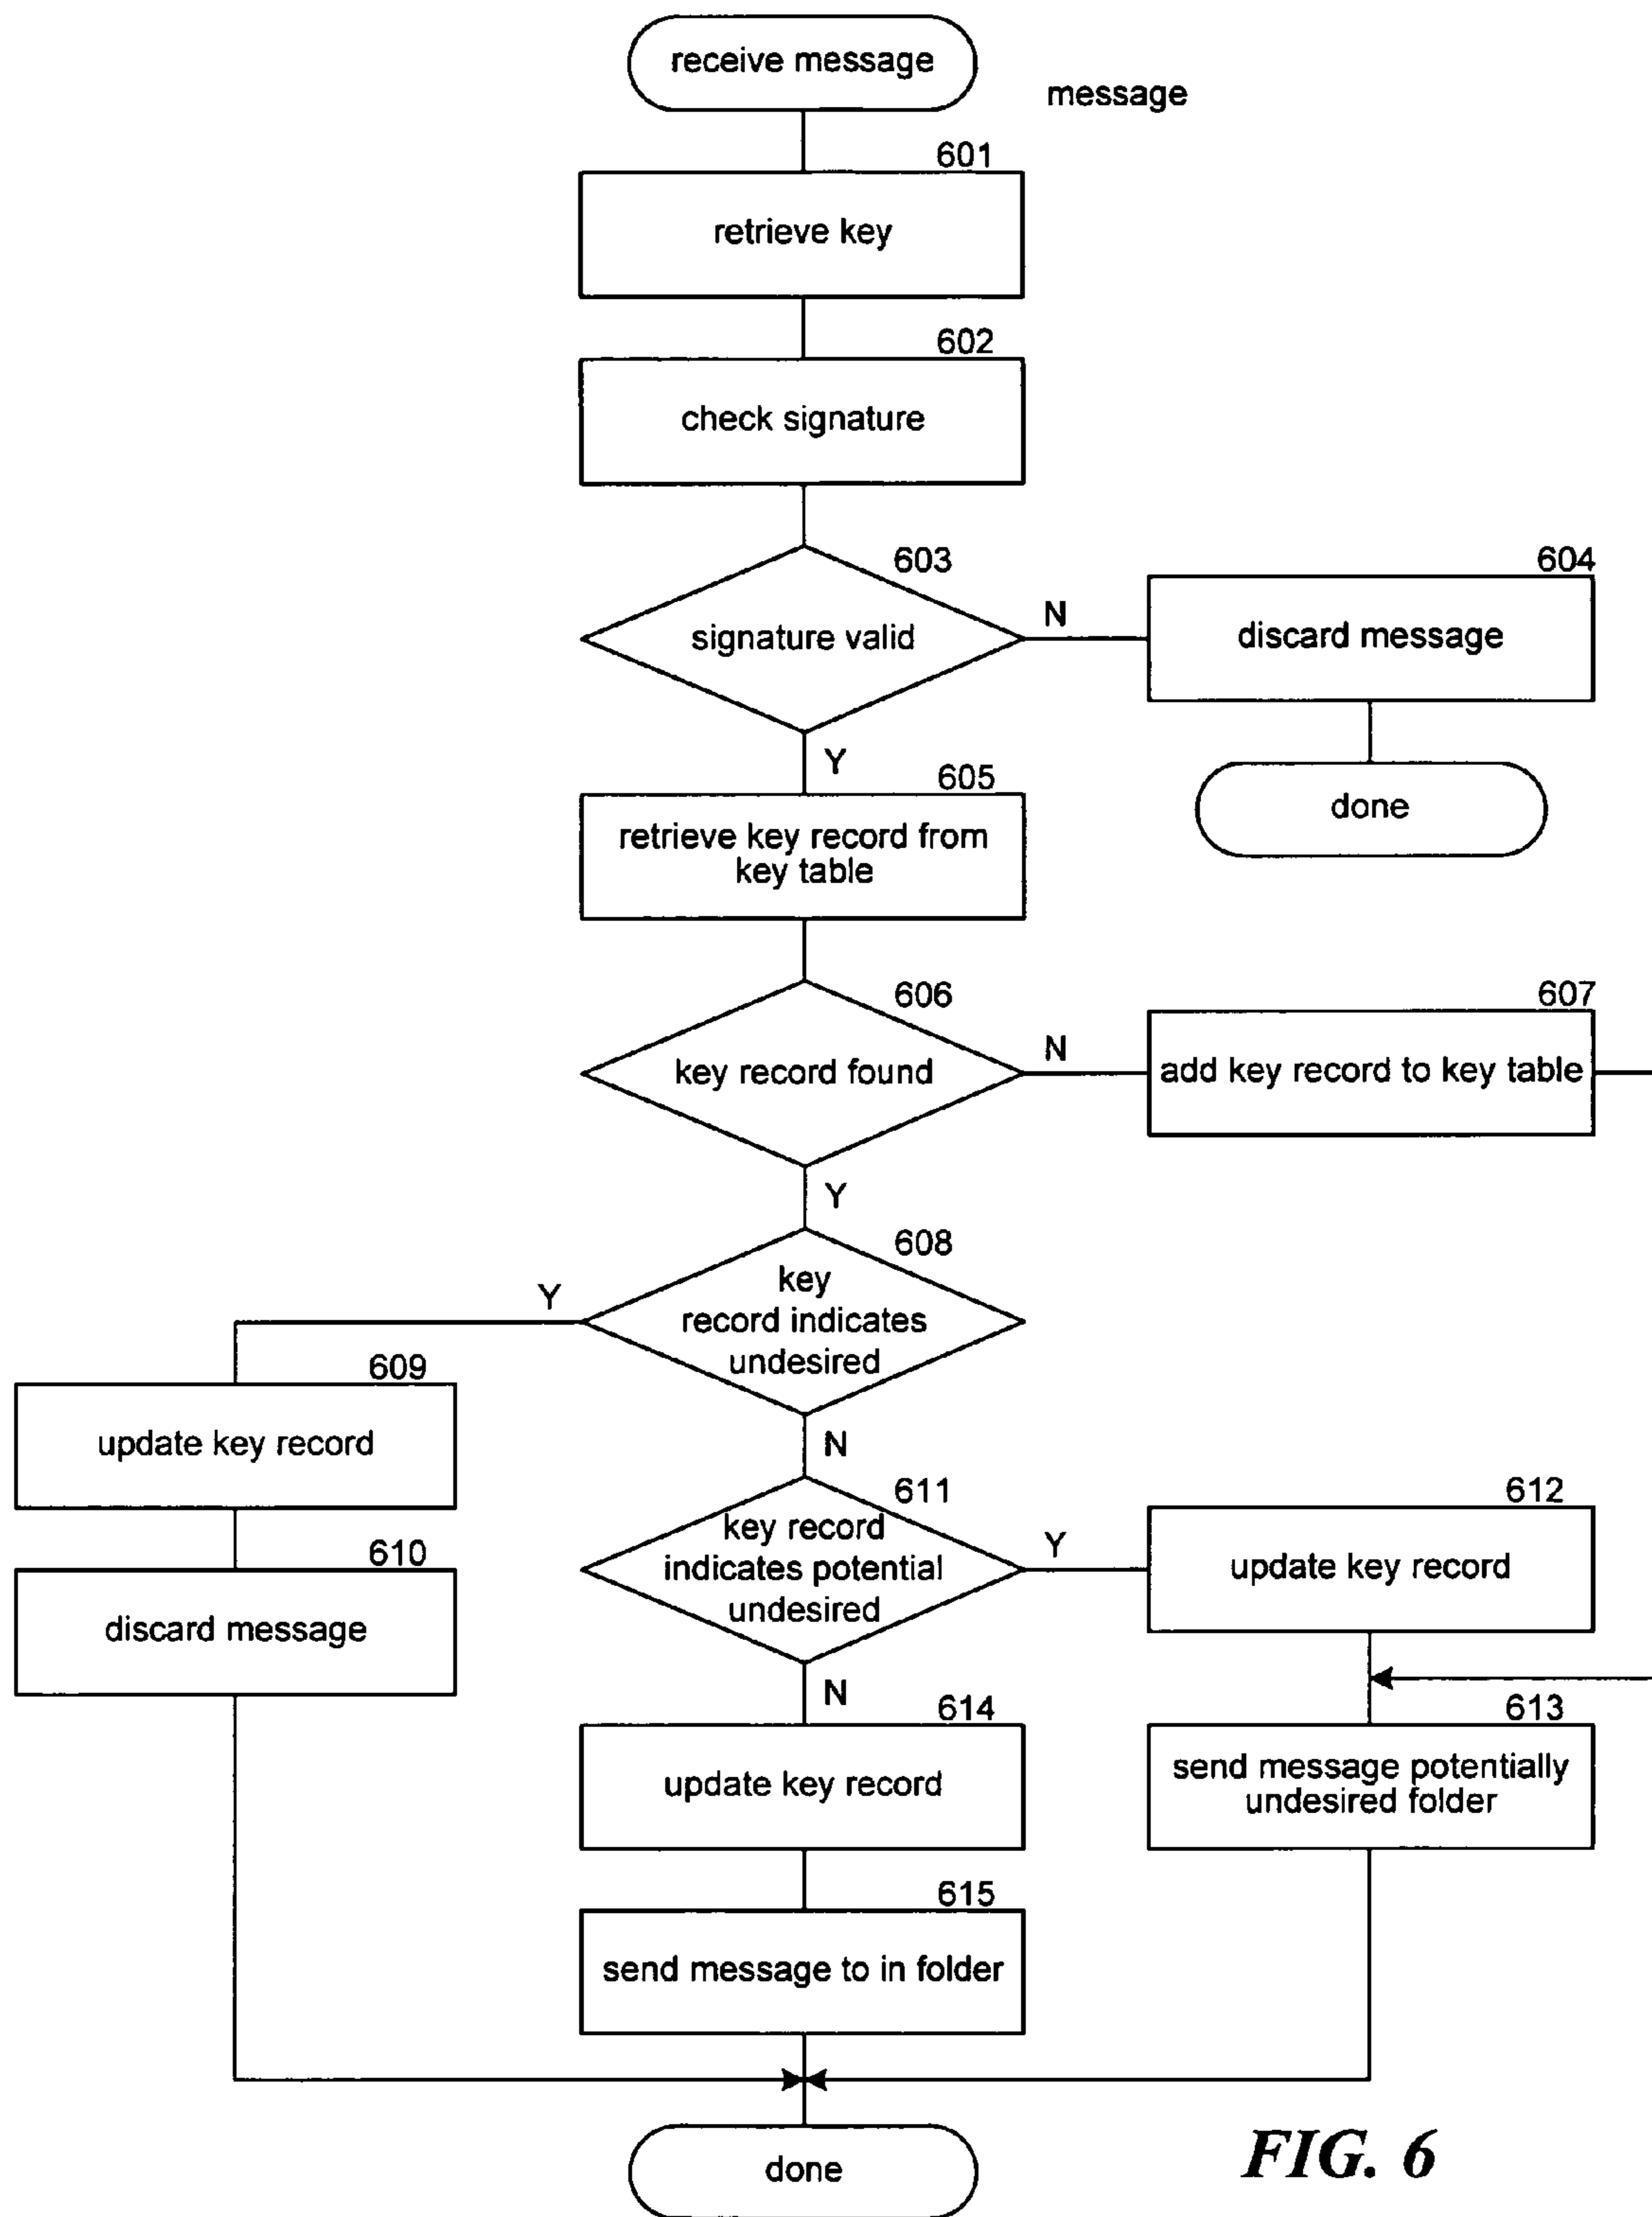 receive message
message
601
retrieve key
602
check signature
603
signature valid
N
604
discard message
done
Y
605
retrieve key record from
key table
606
key record found
N
607
add key record to key table
Y
608
key
record indicates
undesired
Y
609
update key record
610
discard message
N
611
key record
indicates potential
undesired
Y
612
update key record
613
send message potentially
undesired folder
N
614
update key record
615
send message to in folder
done
FIG. 6